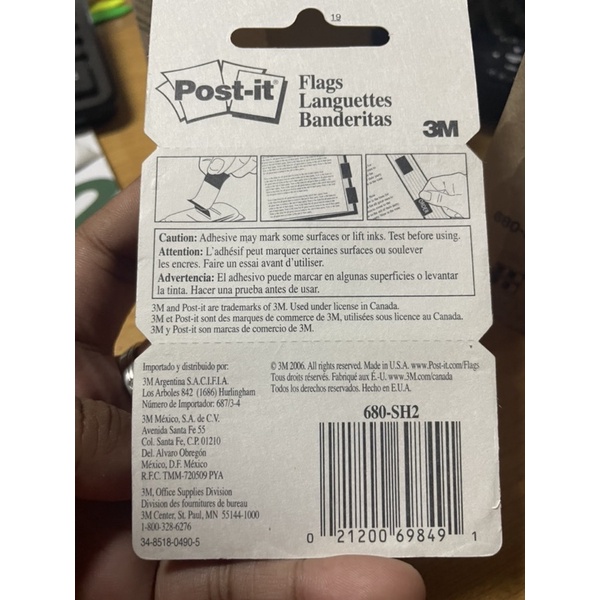 19
Post-it®
Flags
Languettes
Banderitas
3M
Caution: Adhesive may mark some surfaces or lift inks. Test before using.
Attention: L'adhésif peut marquer certaines surfaces ou soulever
les encres. Faire un essai avant d'utiliser.
Advertencia: El adhesivo puede marcar en algunas superficies o levantar
la tinta. Hacer una prueba antes de usar.
3M and Post-it are trademarks of 3M. Used under license in Canada.
3M et Post-it sont des marques de commerce de 3M, utilisées sous licence au Canada.
3M y Post-it son marcas de comercio de 3M.
Importado y distribuido por:
3M Argentina S.A.C.I.F.I.A.
Los Arboles 842 (1686) Hurlingham
Número de Importador: 687/3-4
3M México, S.A. de C.V.
Avenida Santa Fe 55
Col. Santa Fe, C.P. 01210
Del. Alvaro Obregón
México, D.F. México
R.F.C. TMM-720509 PYA
3M, Office Supplies Division
Division des fournitures de bureau
3M Center, St. Paul, MN 55144-1000
1-800-328-6276
34-8518-0490-5
© 3M 2006. All rights reserved. Made in U.S.A. www.Post-it.com/Flags
Tous droits réservés. Fabriqué aux É.-U. www.3M.com/canada
Todos los derechos reservados. Hecho en E.U.A.
680-SH2
0 21200 69849 1